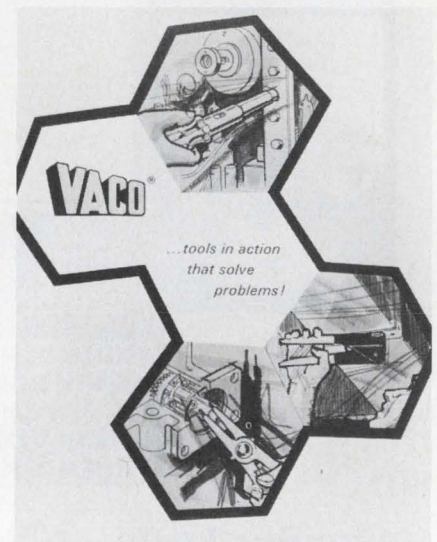 VACO®
...tools in action
that solve
problems!